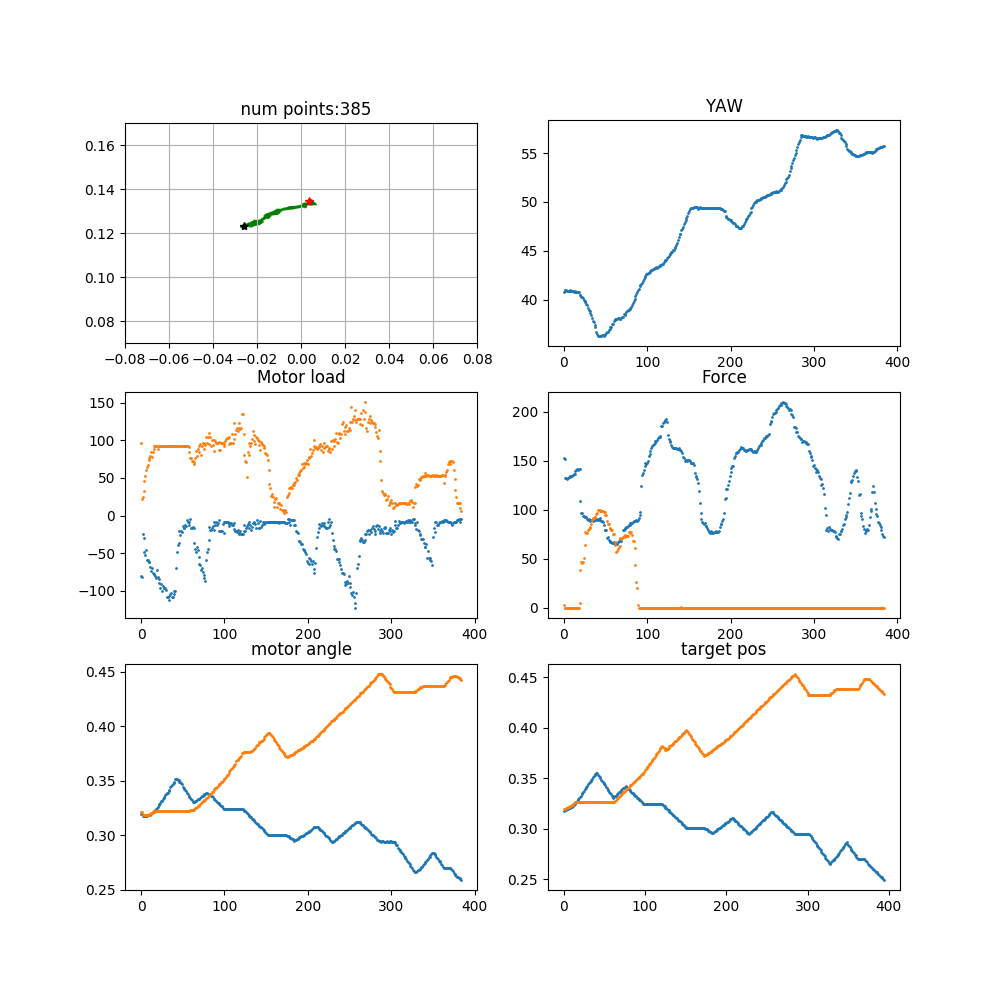 num points:385
YAW
0.16
0.14
0.12
0.10
0.08
−0.08 −0.06 −0.04 −0.02 0.00 0.02 0.04 0.06 0.08
55
50
45
40
0 100 200 300 400
Motor load
Force
150
100
50
0
−50
−100
0 100 200 300 400
200
150
100
50
0
0 100 200 300 400
motor angle
target pos
0.45
0.40
0.35
0.30
0.25
0 100 200 300 400
0.45
0.40
0.35
0.30
0.25
0 100 200 300 400